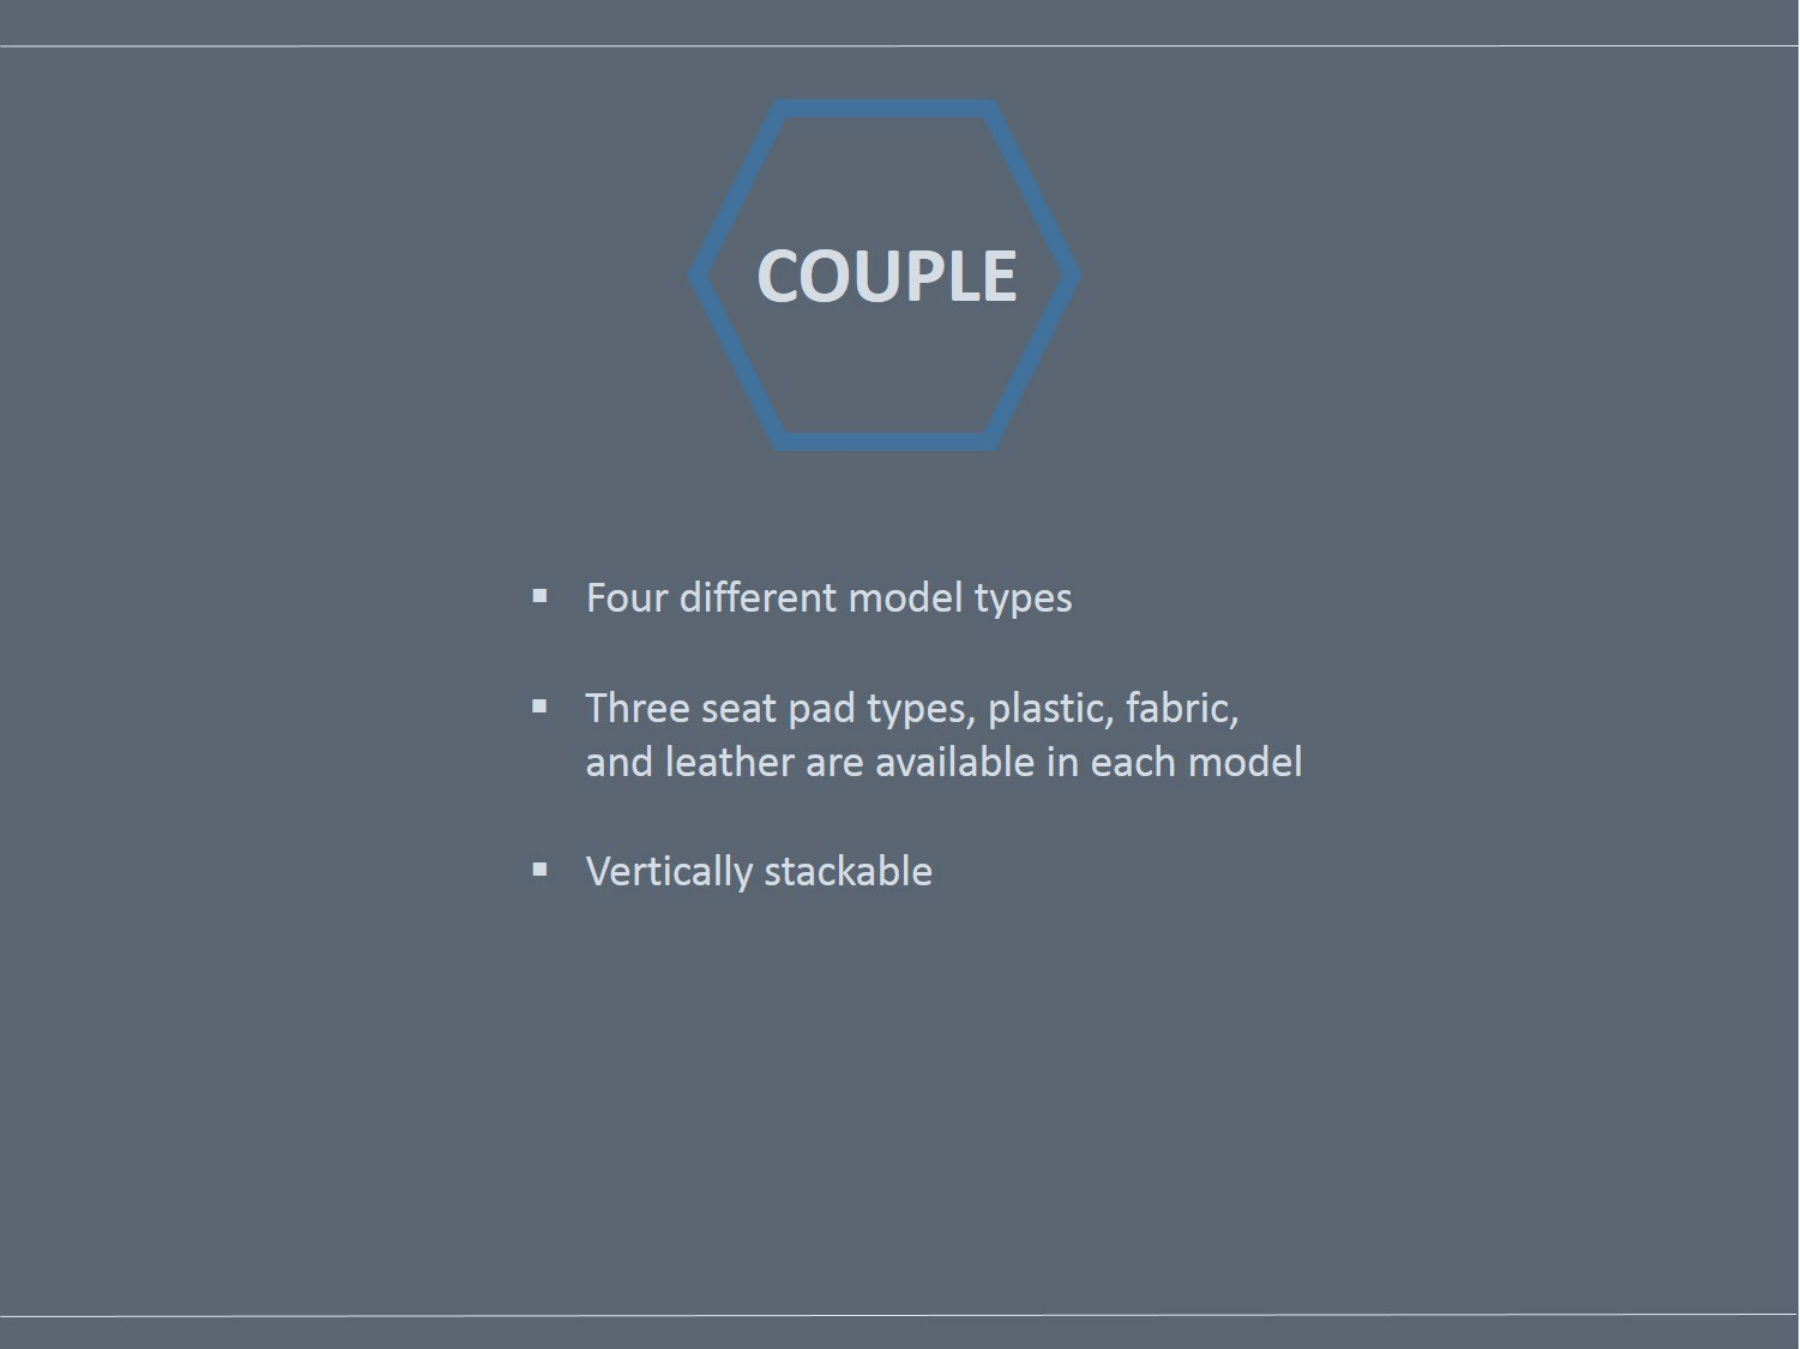 COUPLE
▪ Four different model types
▪ Three seat pad types, plastic, fabric,
and leather are available in each model
▪ Vertically stackable